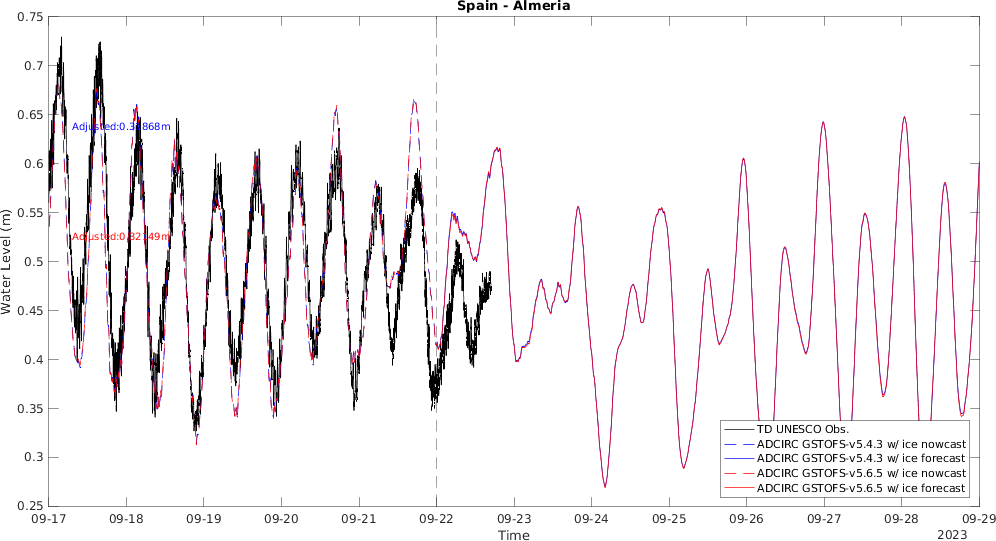 Spain - Almeria
0.75
0.7
0.65
0.6
0.55
0.5
0.45
0.4
0.35
0.3
0.25
Water Level (m)
TD UNESCO Obs.
ADCIRC GSTOFS-v5.4.3 w/ ice nowcast
ADCIRC GSTOFS-v5.4.3 w/ ice forecast
ADCIRC GSTOFS-v5.6.5 w/ ice nowcast
ADCIRC GSTOFS-v5.6.5 w/ ice forecast
09-17 09-18 09-19 09-20 09-21 09-22 09-23 09-24 09-25 09-26 09-27 09-28 09-29
Time
2023